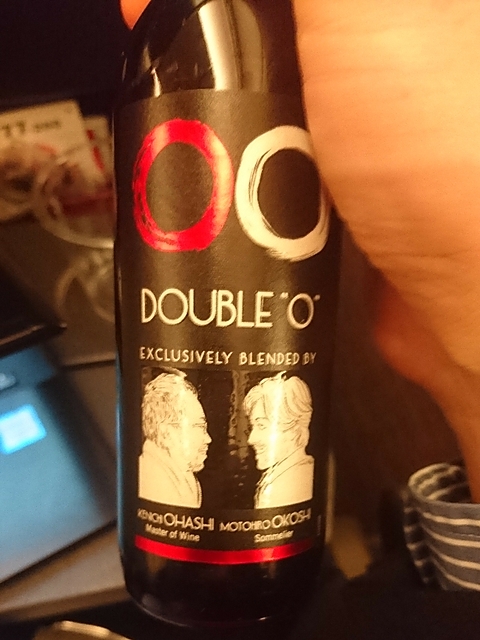 OO
DOUBLE "O"
EXCLUSIVELY BLENDED BY
KENICHI OHASHI MOTOHIRO OKOSHI
Master of Wine Sommelier